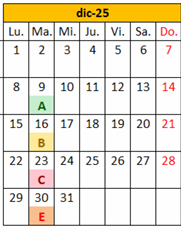 dic-25
Lu. Ma. Mi. Ju. Vi. Sa. Do.
1 2 3 4 5 6 7
8 9 10 11 12 13 14
A
15 16 17 18 19 20 21
B
22 23 24 25 26 27 28
C
29 30 31
E